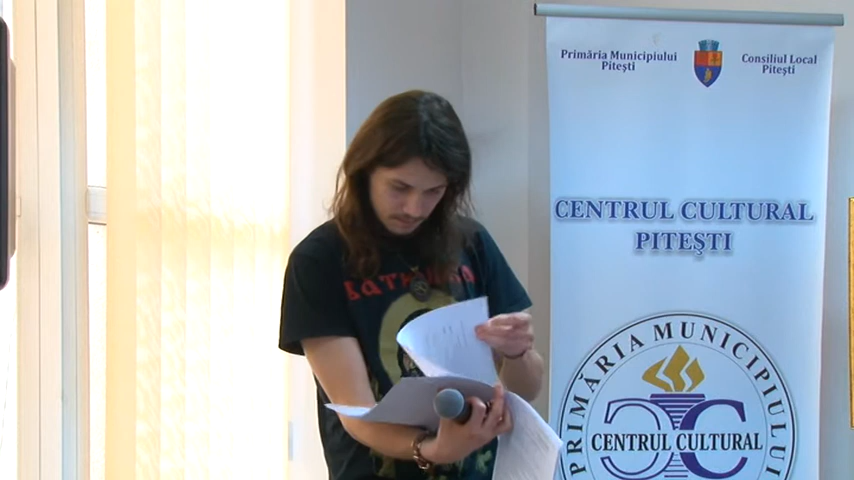 Primăria Municipiului
Pitești
Consiliul Local
Pitești
CENTRUL CULTURAL
PITEȘTI
PRIMĂRIA MUNICIPIULUI
CENTRUL CULTURAL